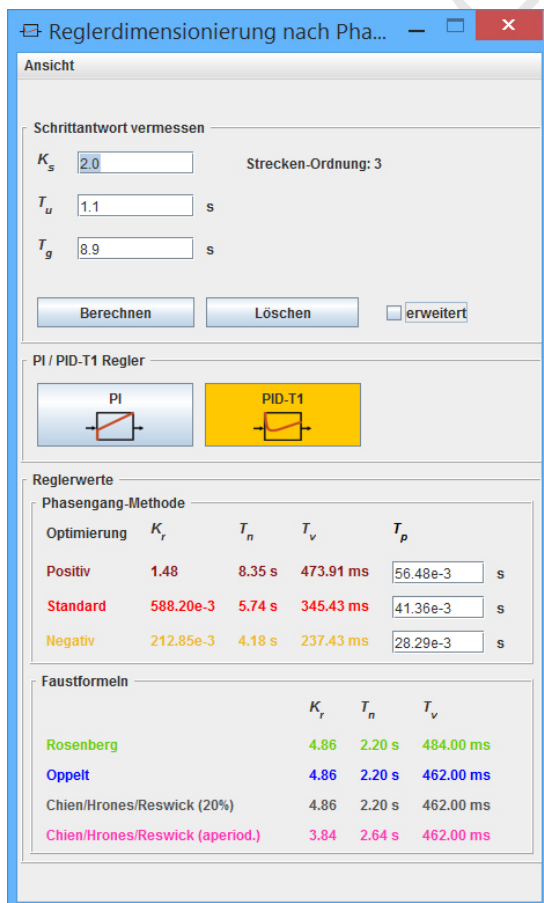 Reglerdimensionierung nach Pha...
Ansicht
Schrittantwort vermessen
Ks 2.0 Strecken-Ordnung: 3
Tu 1.1 s
Tg 8.9 s
Berechnen Löschen erweitert
PI / PID-T1 Regler
PI PID-T1
Reglerwerte
Phasengang-Methode
Optimierung Kr Tn Tv Tp
Positiv 1.48 8.35 s 473.91 ms 56.48e-3 s
Standard 588.20e-3 5.74 s 345.43 ms 41.36e-3 s
Negativ 212.85e-3 4.18 s 237.43 ms 28.29e-3 s
Faustformeln
Kr Tn Tv
Rosenberg 4.86 2.20 s 484.00 ms
Oppelt 4.86 2.20 s 462.00 ms
Chien/Hrones/Reswick (20%) 4.86 2.20 s 462.00 ms
Chien/Hrones/Reswick (aperiod.) 3.84 2.64 s 462.00 ms